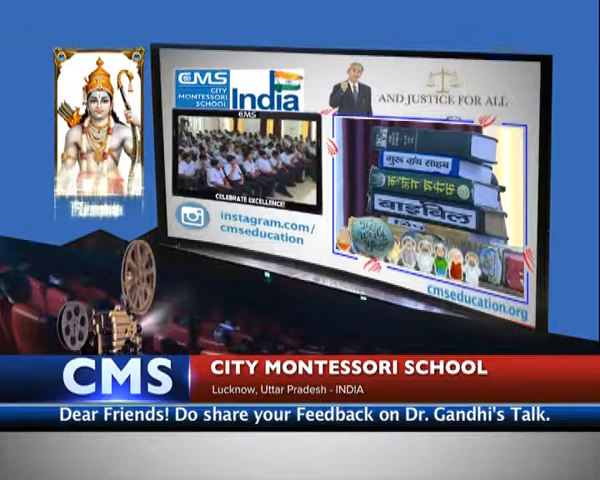 CMS
CITY
MONTESSORI
SCHOOL
India
AND JUSTICE FOR ALL
CMS
CELEBRATE EXCELLENCE!
instagram.com/
cmseducation
गुरू ग्रंथ साहब
बाइबिल
cmseducation.org
CMS
CITY MONTESSORI SCHOOL
Lucknow, Uttar Pradesh - INDIA
Dear Friends! Do share your Feedback on Dr. Gandhi's Talk.